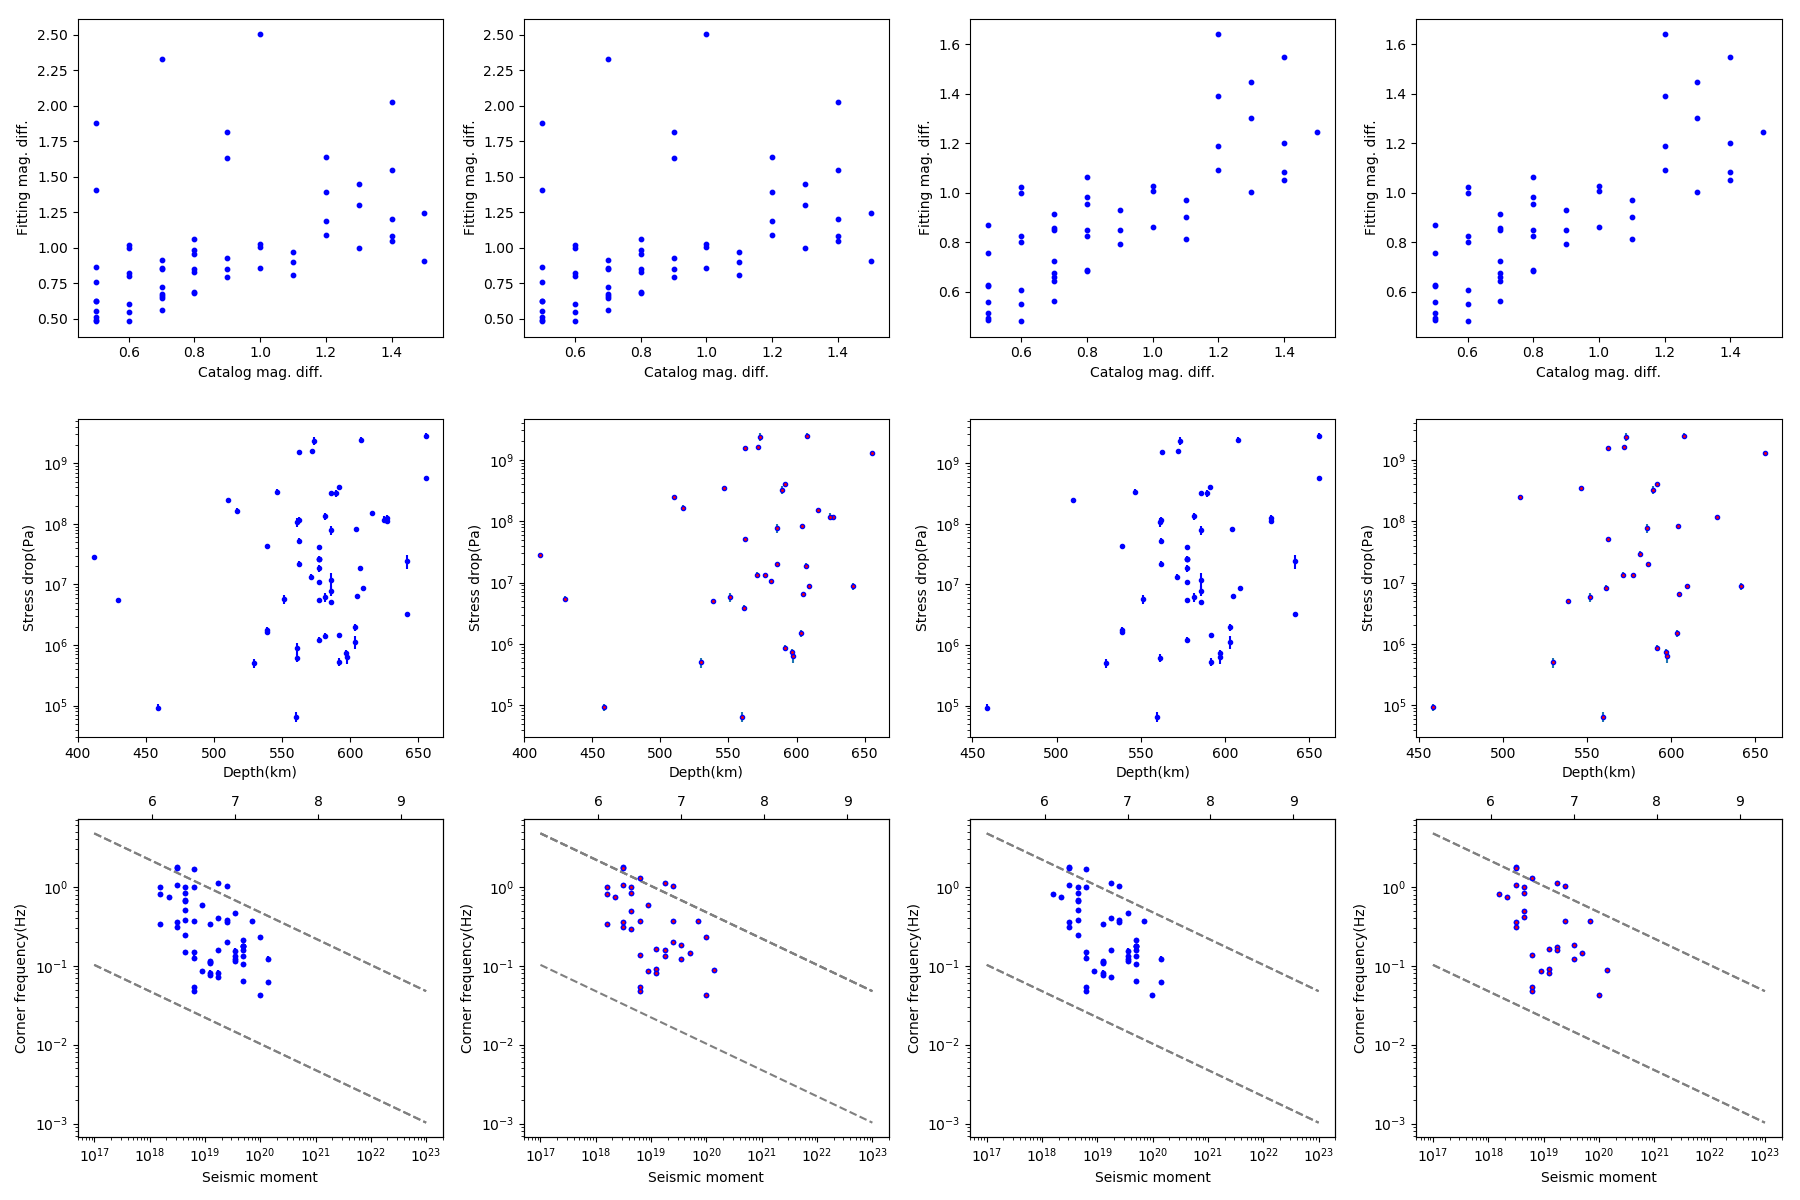 2.50 2.25 2.00 1.75 1.50 1.25 1.00 0.75 0.50
Fitting mag. diff.
0.6 0.8 1.0 1.2 1.4
Catalog mag. diff.
2.50 2.25 2.00 1.75 1.50 1.25 1.00 0.75 0.50
Fitting mag. diff.
0.6 0.8 1.0 1.2 1.4
Catalog mag. diff.
1.6 1.4 1.2 1.0 0.8 0.6
Fitting mag. diff.
0.6 0.8 1.0 1.2 1.4
Catalog mag. diff.
1.6 1.4 1.2 1.0 0.8 0.6
Fitting mag. diff.
0.6 0.8 1.0 1.2 1.4
Catalog mag. diff.
10⁹ 10⁸ 10⁷ 10⁶ 10⁵
Stress drop(Pa)
400 450 500 550 600 650
Depth(km)
10⁹ 10⁸ 10⁷ 10⁶ 10⁵
Stress drop(Pa)
400 450 500 550 600 650
Depth(km)
10⁹ 10⁸ 10⁷ 10⁶ 10⁵
Stress drop(Pa)
450 500 550 600 650
Depth(km)
10⁹ 10⁸ 10⁷ 10⁶ 10⁵
Stress drop(Pa)
450 500 550 600 650
Depth(km)
6 7 8 9
10⁰ 10⁻¹ 10⁻² 10⁻³
Corner frequency(Hz)
10¹⁷ 10¹⁸ 10¹⁹ 10²⁰ 10²¹ 10²² 10²³
Seismic moment
6 7 8 9
10⁰ 10⁻¹ 10⁻² 10⁻³
Corner frequency(Hz)
10¹⁷ 10¹⁸ 10¹⁹ 10²⁰ 10²¹ 10²² 10²³
Seismic moment
6 7 8 9
10⁰ 10⁻¹ 10⁻² 10⁻³
Corner frequency(Hz)
10¹⁷ 10¹⁸ 10¹⁹ 10²⁰ 10²¹ 10²² 10²³
Seismic moment
6 7 8 9
10⁰ 10⁻¹ 10⁻² 10⁻³
Corner frequency(Hz)
10¹⁷ 10¹⁸ 10¹⁹ 10²⁰ 10²¹ 10²² 10²³
Seismic moment